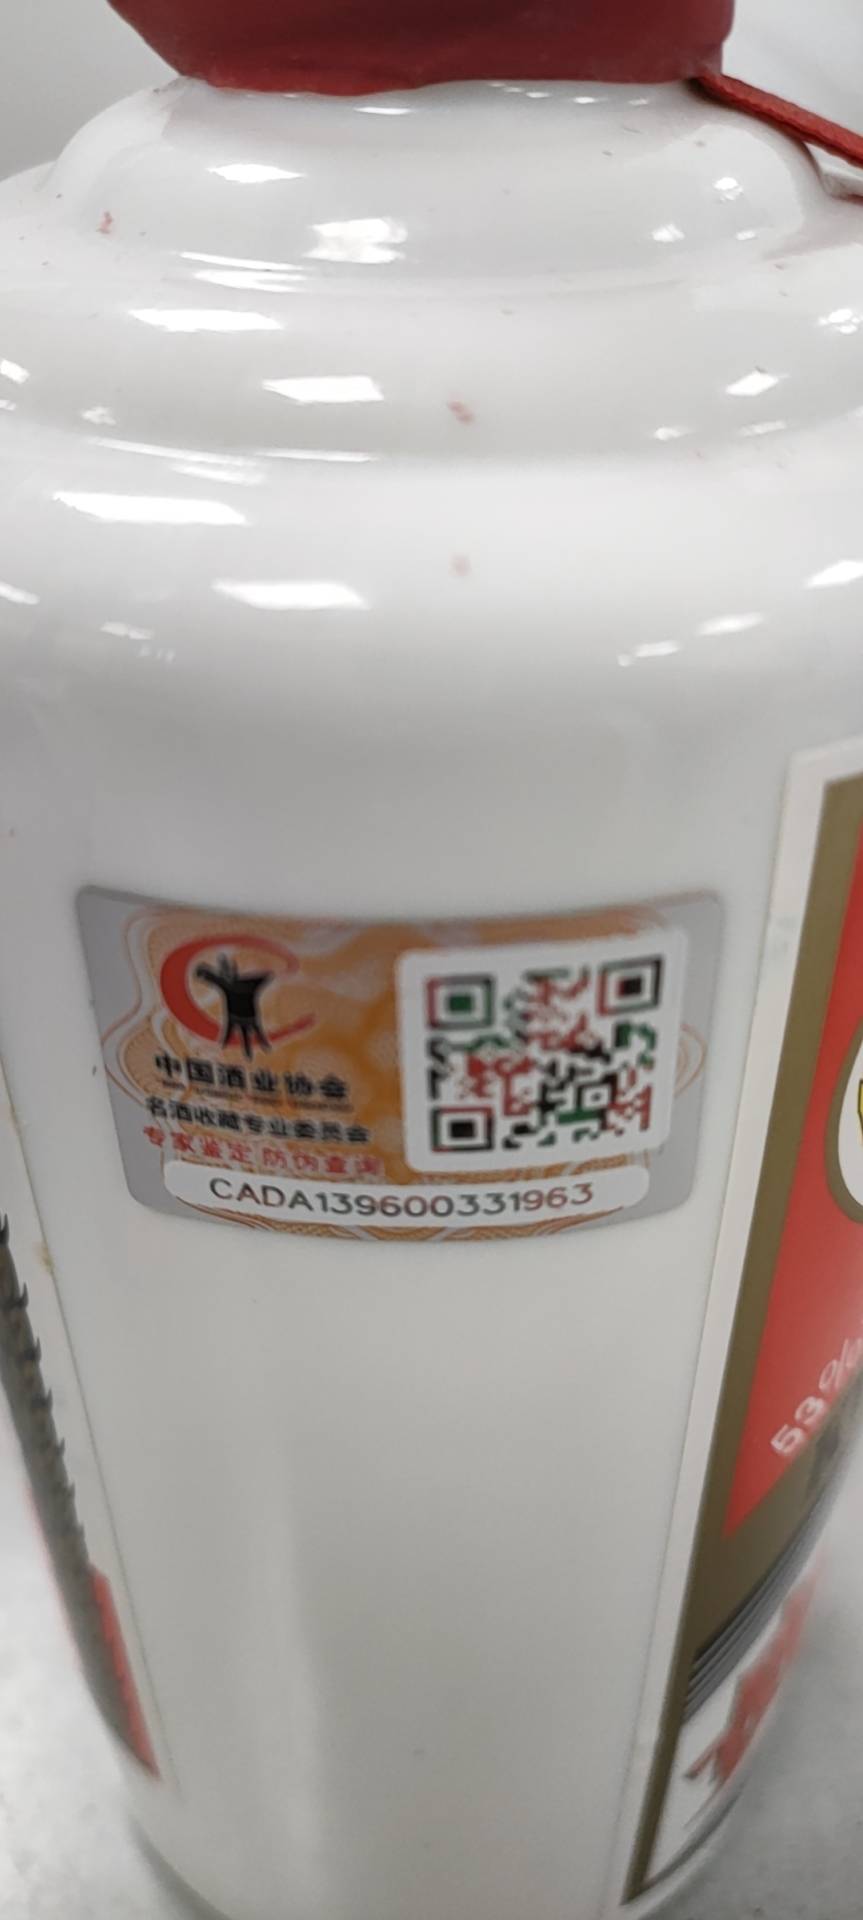 中国酒业协会
名酒收藏专业委员会
专家鉴定 防伪查询
CADA139600331963
53%